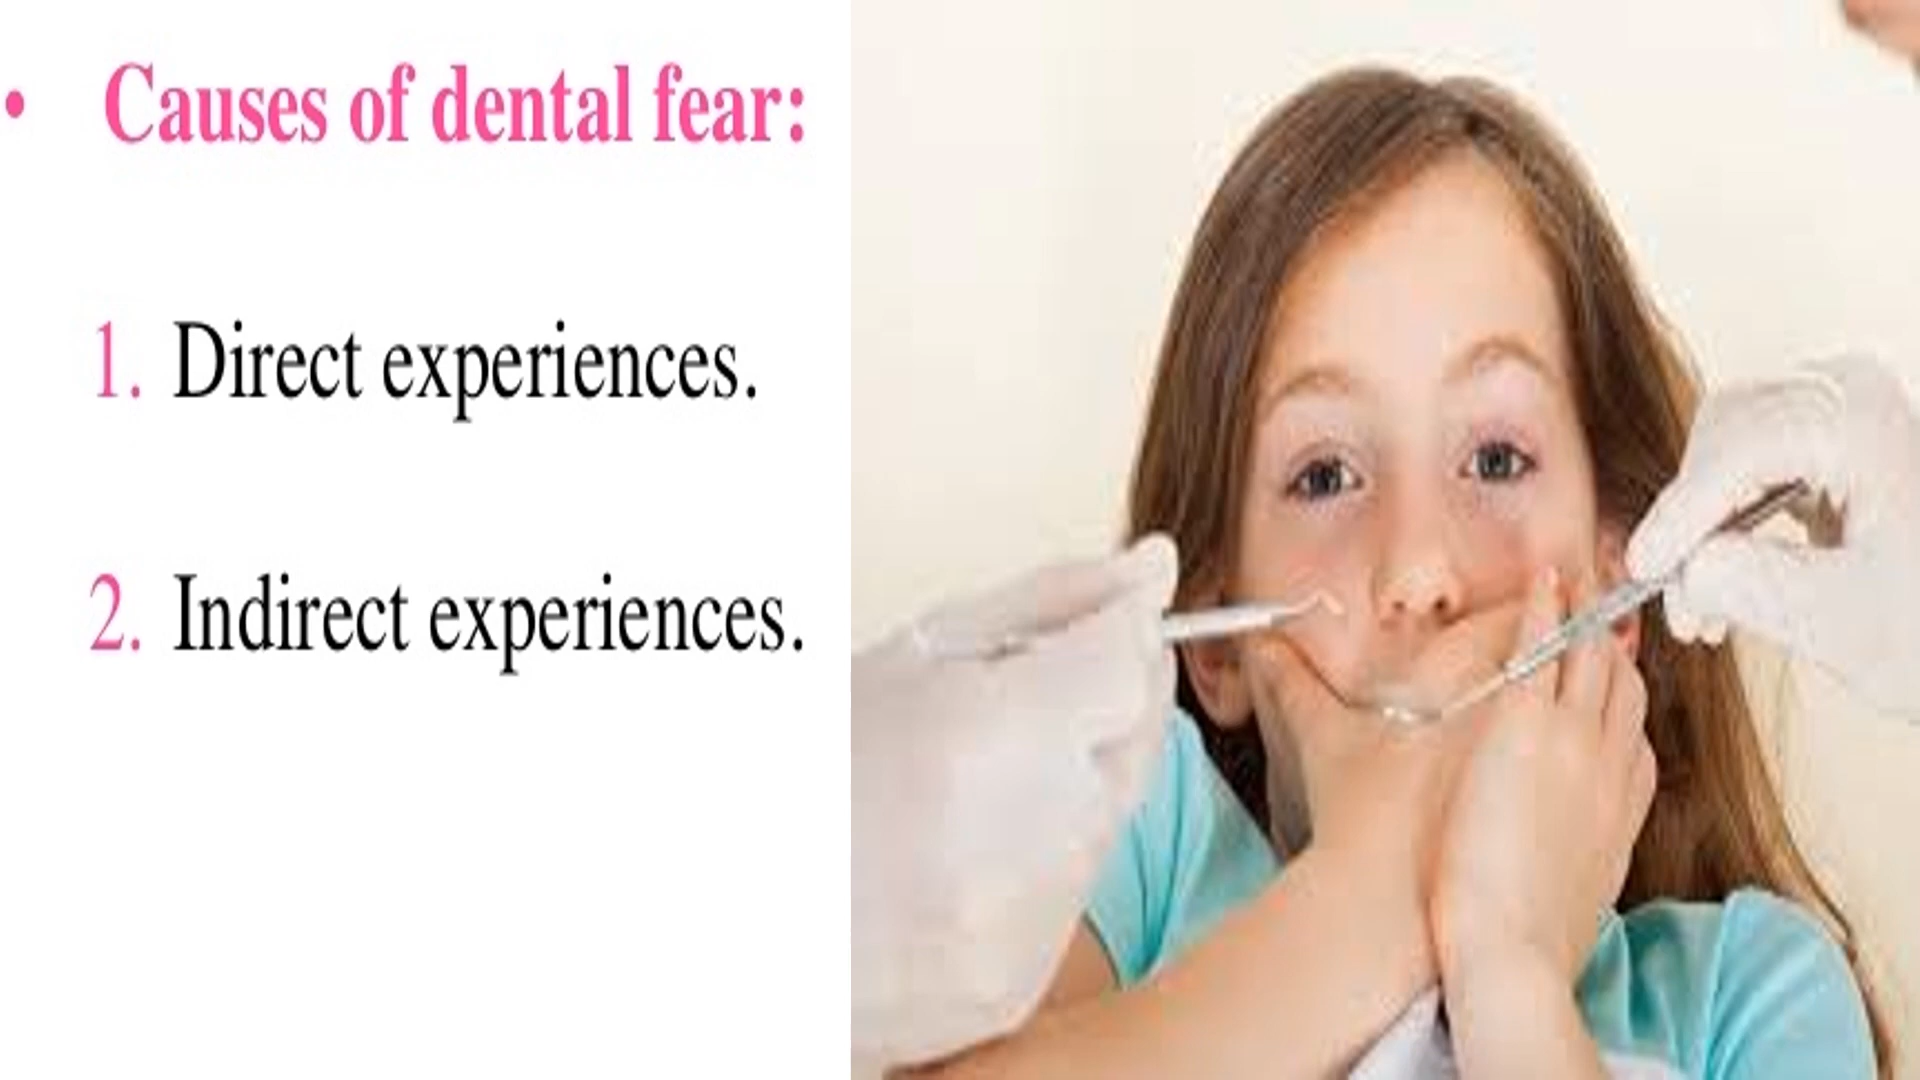 • Causes of dental fear:
1. Direct experiences.
2. Indirect experiences.